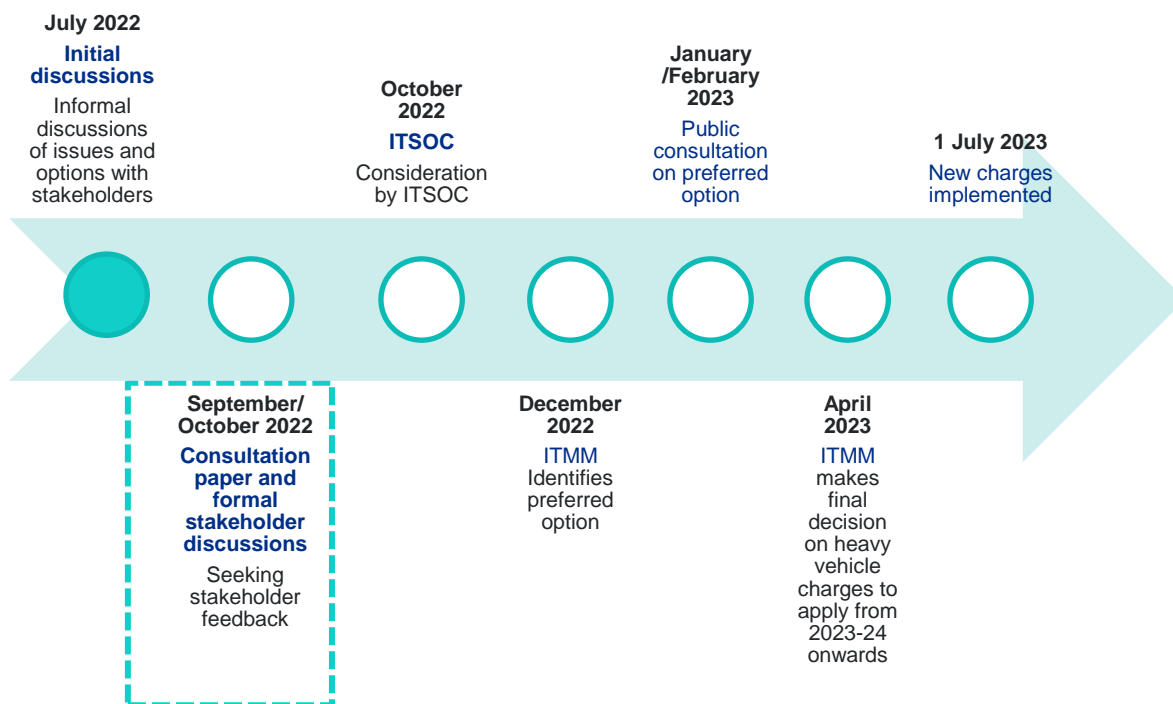 July 2022
Initial
discussions
Informal
discussions
of issues and
options with
stakeholders
September/
October 2022
Consultation
paper and
formal
stakeholder
discussions
Seeking
stakeholder
feedback
October
2022
ITSOC
Consideration
by ITSOC
December
2022
ITMM
Identifies
preferred
option
January
/February
2023
Public
consultation
on preferred
option
April
2023
ITMM
makes
final
decision
on heavy
vehicle
charges to
apply from
2023-24
onwards
1 July 2023
New charges
implemented